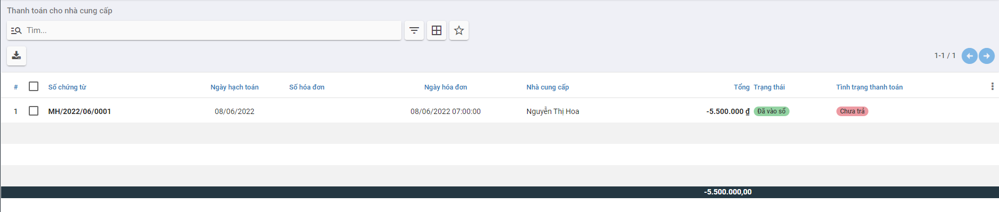 Thanh toán cho nhà cung cấp
Tìm...
1-1 / 1
# Số chứng từ Ngày hạch toán Số hóa đơn Ngày hóa đơn Nhà cung cấp Tổng Trạng thái Tình trạng thanh toán
1 MH/2022/06/0001 08/06/2022 08/06/2022 07:00:00 Nguyễn Thị Hoa -5.500.000 ₫ Đã vào sổ Chưa trả
-5.500.000,00